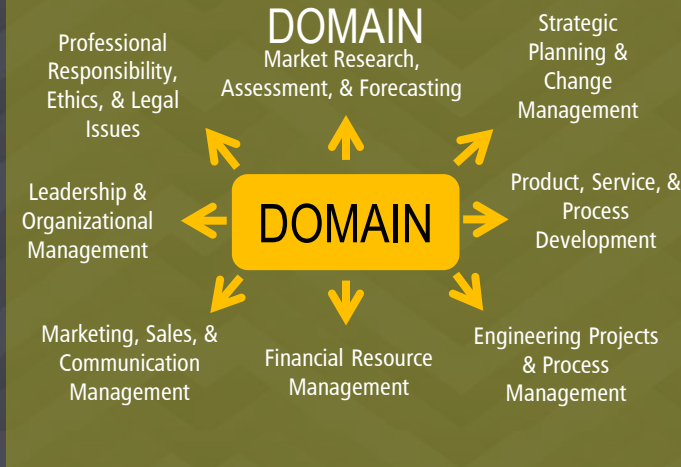 DOMAIN
Market Research,
Assessment, & Forecasting
Strategic
Planning &
Change
Management
Professional
Responsibility,
Ethics, & Legal
Issues
Product, Service, &
Process
Development
Leadership &
Organizational
Management
DOMAIN
Marketing, Sales, &
Communication
Management
Financial Resource
Management
Engineering Projects
& Process
Management